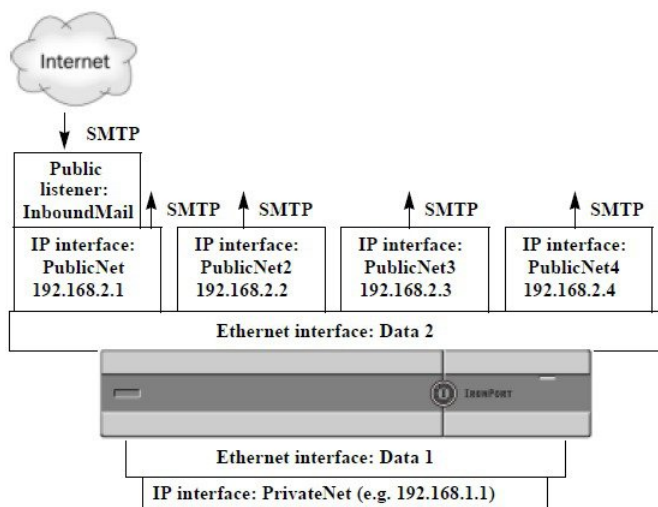 Internet
SMTP
Public
listener:
InboundMail
SMTP
SMTP
SMTP
SMTP
IP interface:
PublicNet
192.168.2.1
IP interface:
PublicNet2
192.168.2.2
IP interface:
PublicNet3
192.168.2.3
IP interface:
PublicNet4
192.168.2.4
Ethernet interface: Data 2
IRONPORT
Ethernet interface: Data 1
IP interface: PrivateNet (e.g. 192.168.1.1)